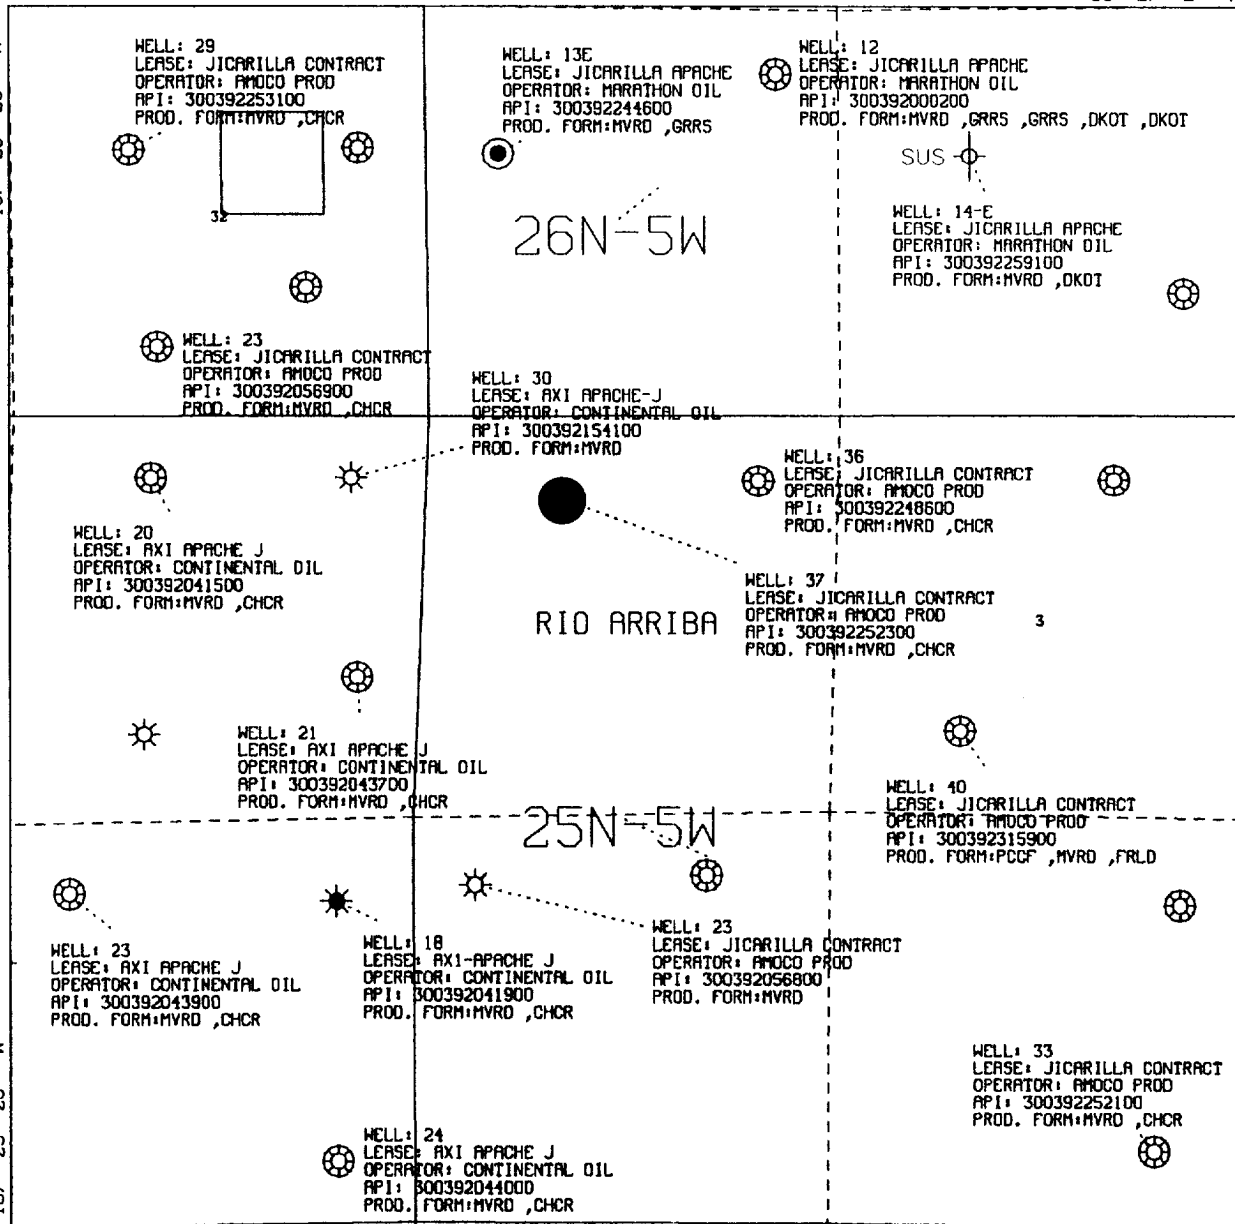 WELL: 29
LEASE: JICARILLA CONTRACT
OPERATOR: AMOCO PROD
API: 300392253100
PROD. FORM:MVRD ,CHCR
WELL: 13E
LEASE: JICARILLA APACHE
OPERATOR: MARATHON OIL
API: 300392244600
PROD. FORM:MVRD ,GRRS
WELL: 12
LEASE: JICARILLA APACHE
OPERATOR: MARATHON OIL
API: 300392000200
PROD. FORM:MVRD ,GRRS ,GRRS ,DKOT ,DKOT
SUS
32
26N-5W
WELL: 14-E
LEASE: JICARILLA APACHE
OPERATOR: MARATHON OIL
API: 300392259100
PROD. FORM:MVRD ,DKOT
WELL: 23
LEASE: JICARILLA CONTRACT
OPERATOR: AMOCO PROD
API: 300392056900
PROD. FORM:MVRD ,CHCR
WELL: 30
LEASE: AXI APACHE-J
OPERATOR: CONTINENTAL OIL
API: 300392154100
PROD. FORM:MVRD
WELL: 36
LEASE: JICARILLA CONTRACT
OPERATOR: AMOCO PROD
API: 300392248600
PROD. FORM:MVRD ,CHCR
WELL: 20
LEASE: AXI APACHE J
OPERATOR: CONTINENTAL OIL
API: 300392041500
PROD. FORM:MVRD ,CHCR
WELL: 37
LEASE: JICARILLA CONTRACT
OPERATOR: AMOCO PROD
API: 300392252300
PROD. FORM:MVRD ,CHCR
RIO ARRIBA
3
WELL: 21
LEASE: AXI APACHE J
OPERATOR: CONTINENTAL OIL
API: 300392043700
PROD. FORM:MVRD ,CHCR
25N-5W
WELL: 40
LEASE: JICARILLA CONTRACT
OPERATOR: AMOCO PROD
API: 300392315900
PROD. FORM:PCCF ,MVRD ,FRLD
WELL: 23
LEASE: AXI APACHE J
OPERATOR: CONTINENTAL OIL
API: 300392043900
PROD. FORM:MVRD ,CHCR
WELL: 18
LEASE: AX1-APACHE J
OPERATOR: CONTINENTAL OIL
API: 300392041900
PROD. FORM:MVRD ,CHCR
WELL: 23
LEASE: JICARILLA CONTRACT
OPERATOR: AMOCO PROD
API: 300392056800
PROD. FORM:MVRD
WELL: 33
LEASE: JICARILLA CONTRACT
OPERATOR: AMOCO PROD
API: 300392252100
PROD. FORM:MVRD ,CHCR
WELL: 24
LEASE: AXI APACHE J
OPERATOR: CONTINENTAL OIL
API: 300392044000
PROD. FORM:MVRD ,CHCR